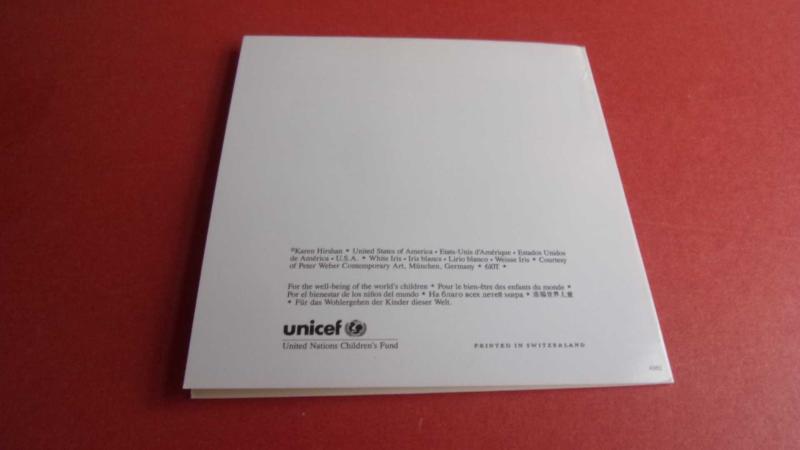 ©Karen Hirshan * United States of America • Etats-Unis d'Amérique • Estados Unidos
de América • U.S.A. * White Iris • Iris blancs • Lirio blanco • Weisse Iris * Courtesy
of Peter Weber Contemporary Art, München, Germany *
For the well-being of the world's children * Pour le bien-être des enfants du monde *
Por el bienestar de los niños del mundo * На благо всех детей мира * 造福世界儿童
* Für das Wohlergehen der Kinder dieser Welt.
unicef
United Nations Children's Fund
PRINTED IN SWITZERLAND